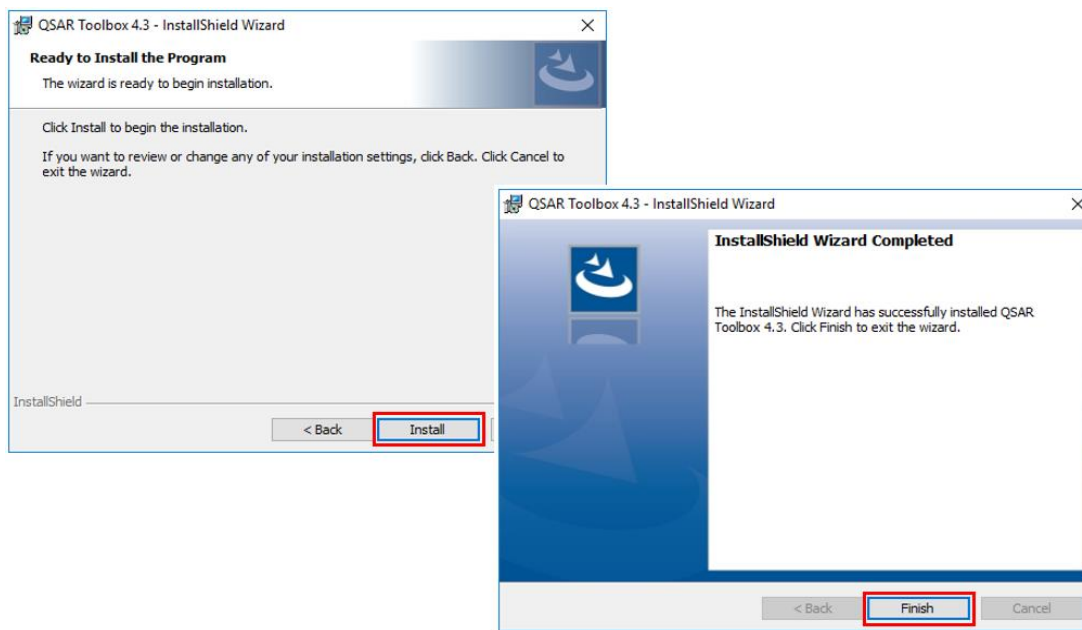 QSAR Toolbox 4.3 - InstallShield Wizard
Ready to Install the Program
The wizard is ready to begin installation.
Click Install to begin the installation.
If you want to review or change any of your installation settings, click Back. Click Cancel to
exit the wizard.
InstallShield
< Back
Install
QSAR Toolbox 4.3 - InstallShield Wizard
InstallShield Wizard Completed
The InstallShield Wizard has successfully installed QSAR
Toolbox 4.3. Click Finish to exit the wizard.
< Back
Finish
Cancel